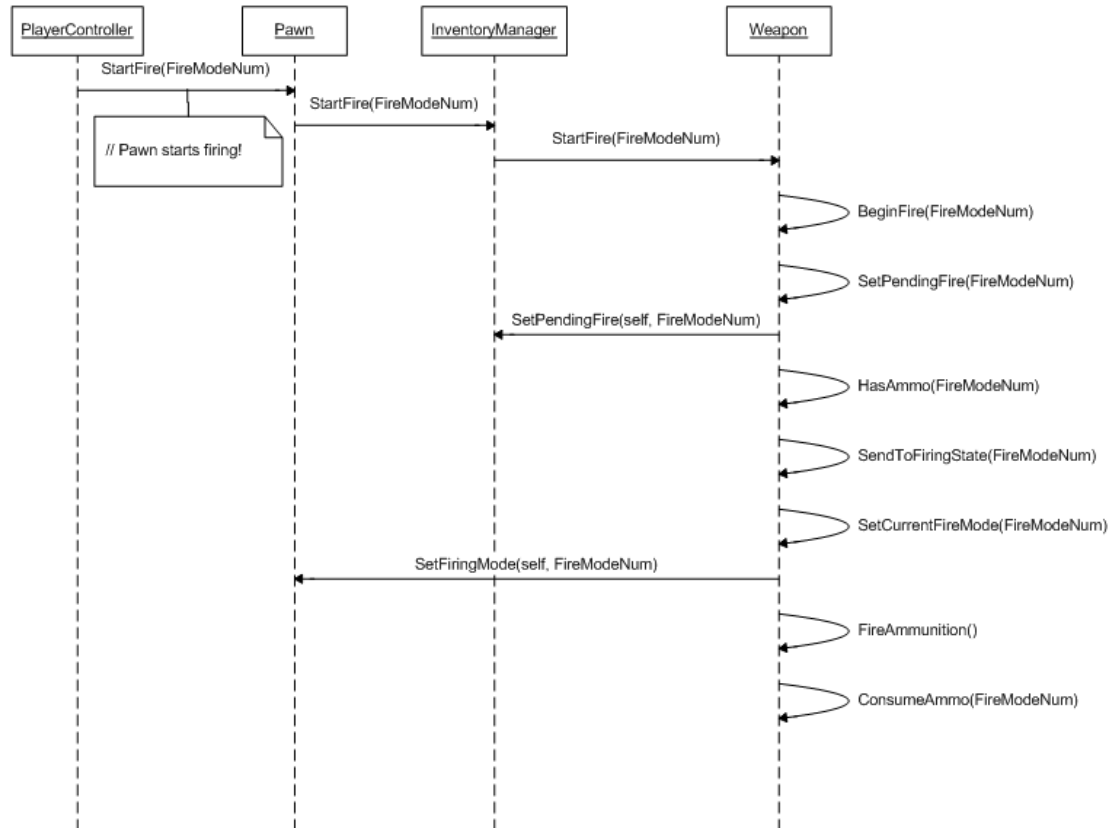 PlayerController
Pawn
InventoryManager
Weapon
StartFire(FireModeNum)
StartFire(FireModeNum)
// Pawn starts firing!
StartFire(FireModeNum)
BeginFire(FireModeNum)
SetPendingFire(FireModeNum)
SetPendingFire(self, FireModeNum)
HasAmmo(FireModeNum)
SendToFiringState(FireModeNum)
SetCurrentFireMode(FireModeNum)
SetFiringMode(self, FireModeNum)
FireAmmunition()
ConsumeAmmo(FireModeNum)